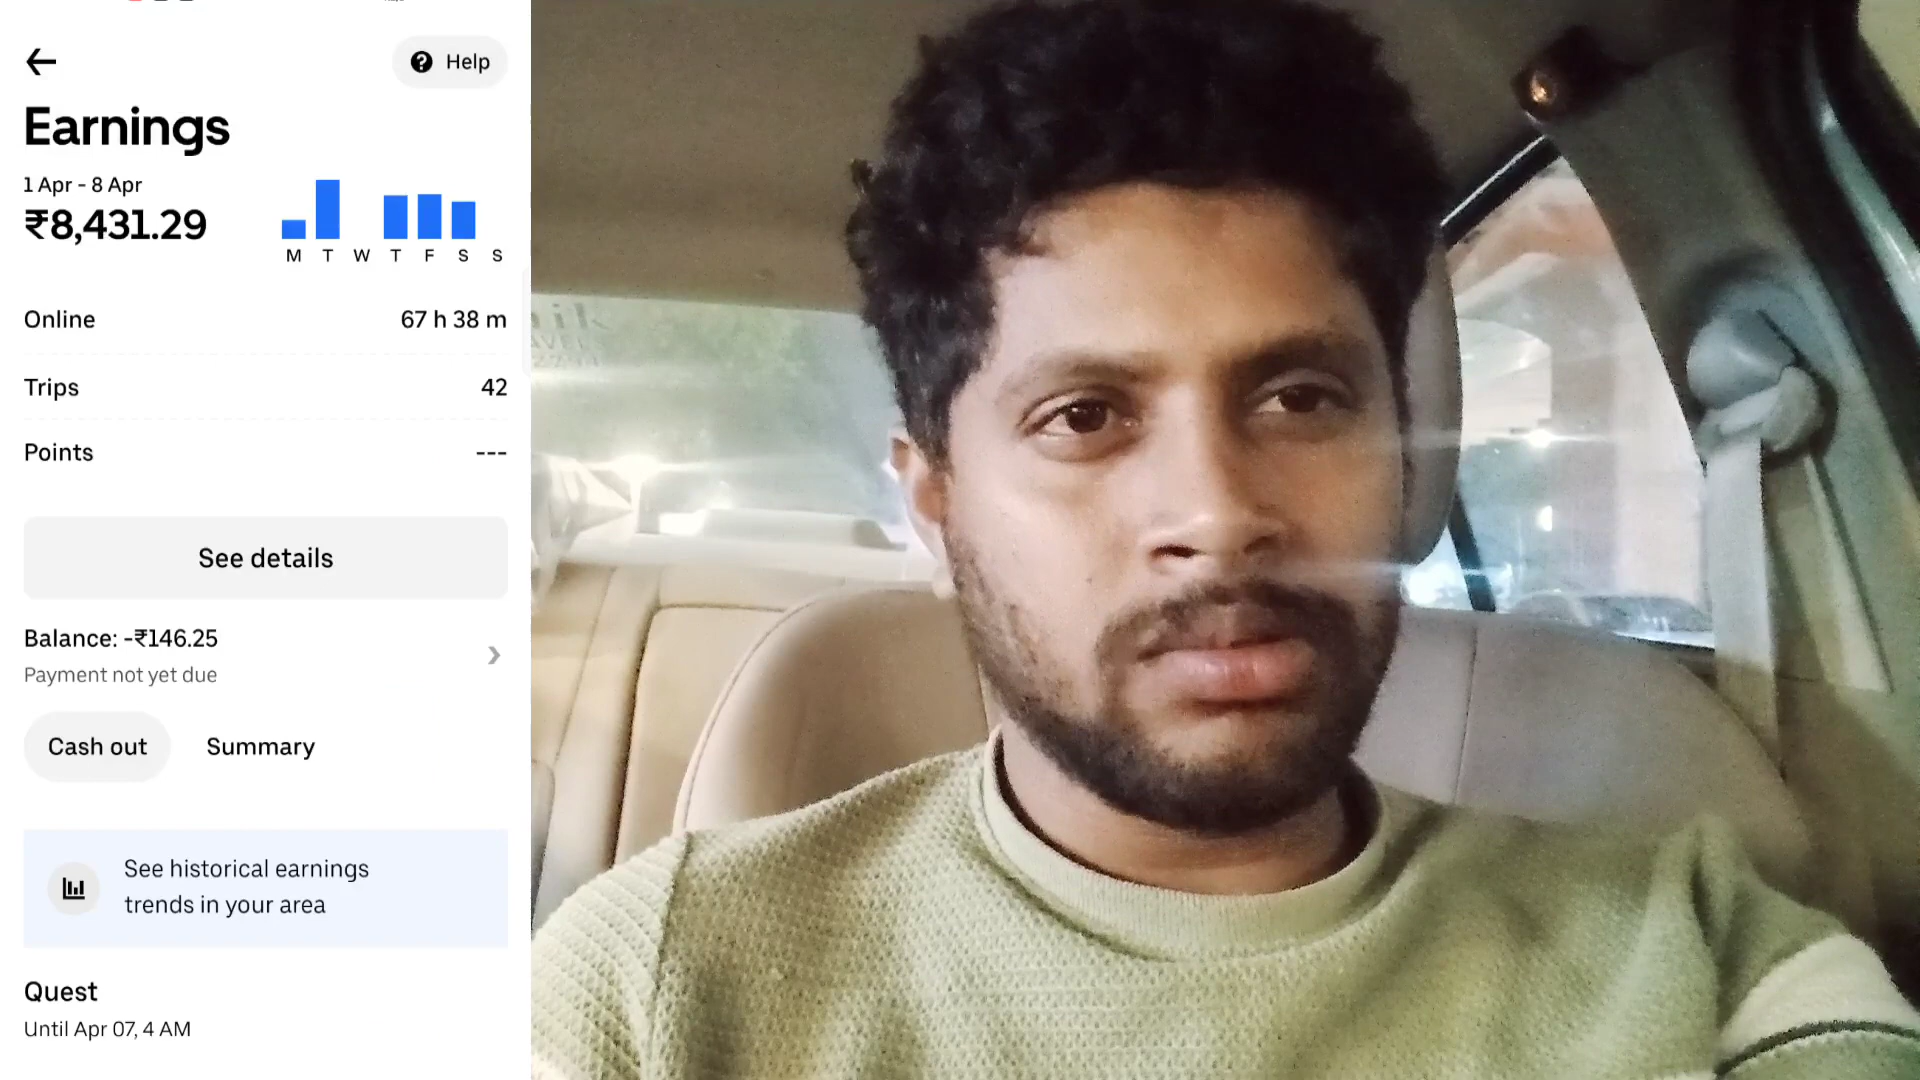 Help
Earnings
1 Apr - 8 Apr
₹8,431.29
M T W T F S S
Online 67 h 38 m
Trips 42
Points ---
See details
Balance: -₹146.25
Payment not yet due
Cash out Summary
See historical earnings
trends in your area
Quest
Until Apr 07, 4 AM